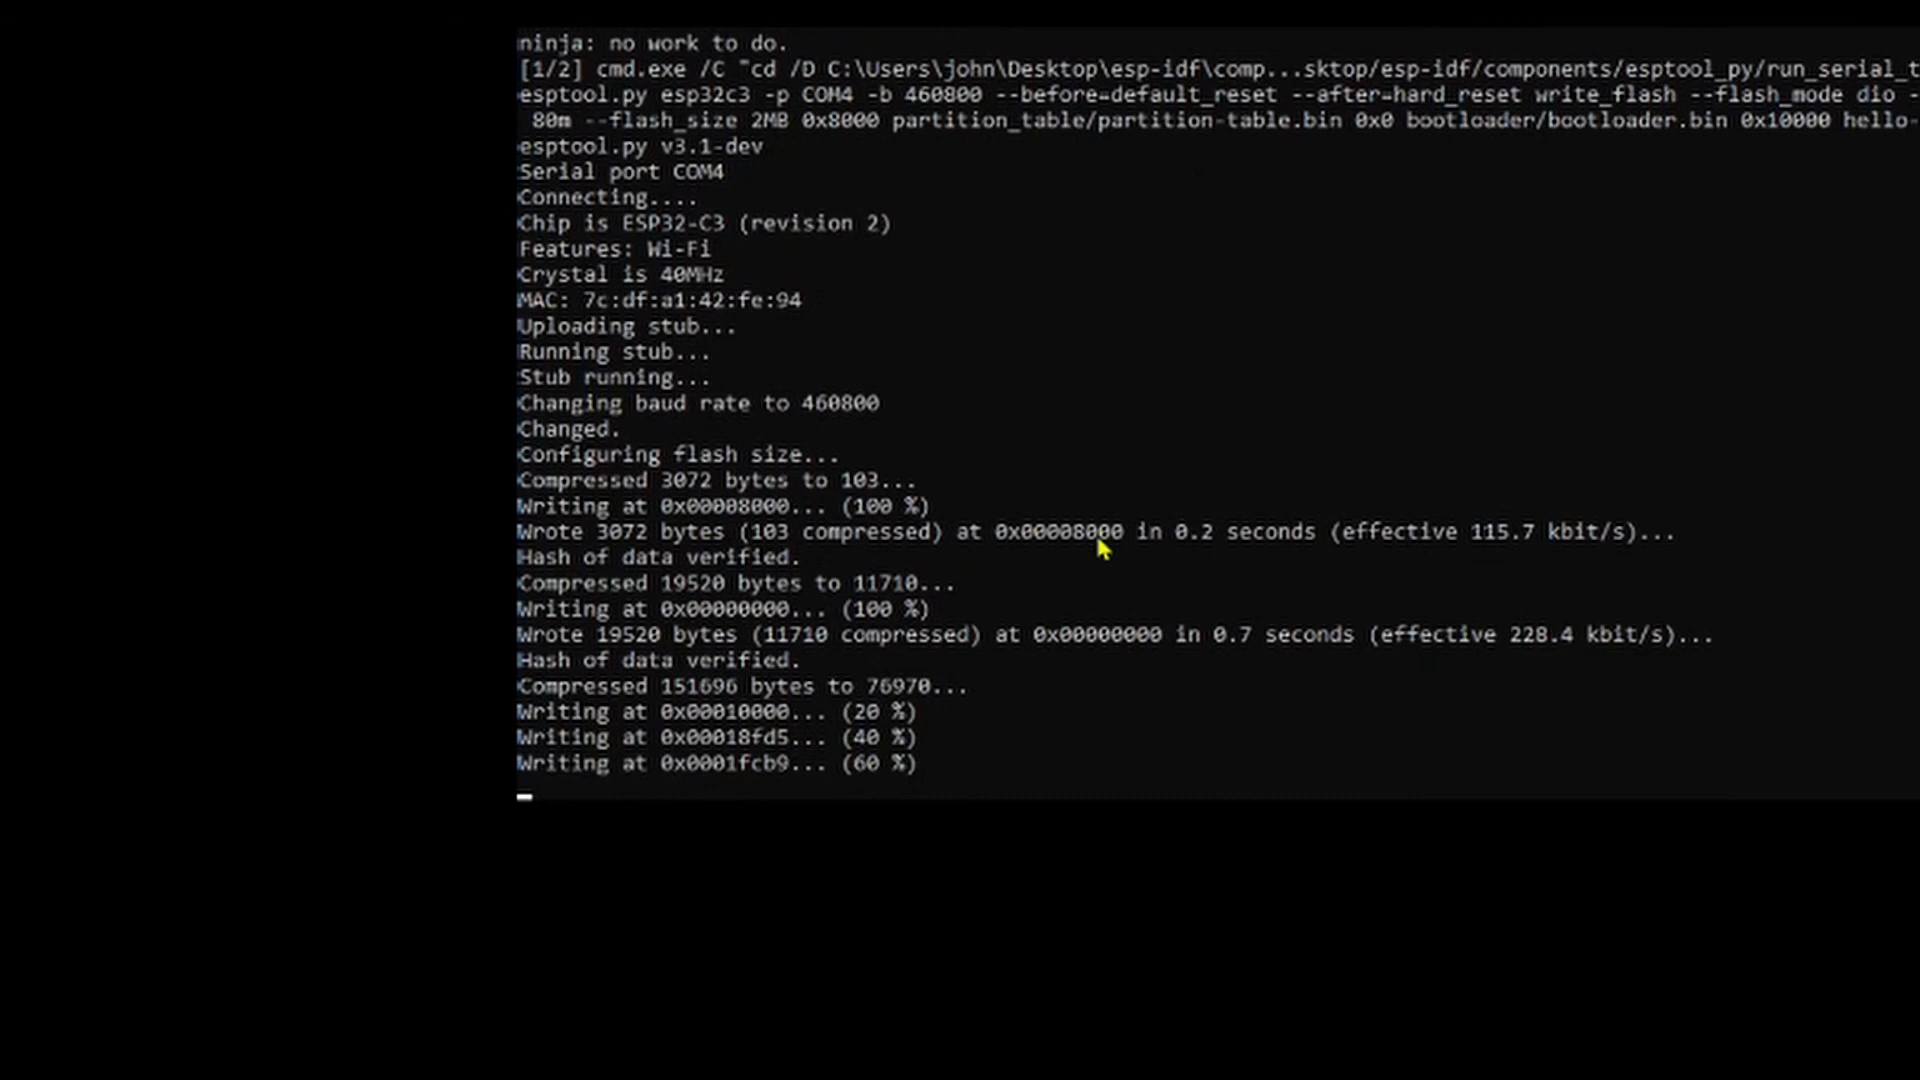 ninja: no work to do.
[1/2] cmd.exe /C "cd /D C:\Users\john\Desktop\esp-idf\comp...sktop/esp-idf/components/esptool_py/run_serial_t
esptool.py esp32c3 -p COM4 -b 460800 --before=default_reset --after=hard_reset write_flash --flash_mode dio -
80m --flash_size 2MB 0x8000 partition_table/partition-table.bin 0x0 bootloader/bootloader.bin 0x10000 hello-
esptool.py v3.1-dev
Serial port COM4
Connecting....
Chip is ESP32-C3 (revision 2)
Features: Wi-Fi
Crystal is 40MHz
MAC: 7c:df:a1:42:fe:94
Uploading stub...
Running stub...
Stub running...
Changing baud rate to 460800
Changed.
Configuring flash size...
Compressed 3072 bytes to 103...
Writing at 0x00008000... (100 %)
Wrote 3072 bytes (103 compressed) at 0x00008000 in 0.2 seconds (effective 115.7 kbit/s)...
Hash of data verified.
Compressed 19520 bytes to 11710...
Writing at 0x00000000... (100 %)
Wrote 19520 bytes (11710 compressed) at 0x00000000 in 0.7 seconds (effective 228.4 kbit/s)...
Hash of data verified.
Compressed 151696 bytes to 76970...
Writing at 0x00010000... (20 %)
Writing at 0x00018fd5... (40 %)
Writing at 0x0001fcb9... (60 %)